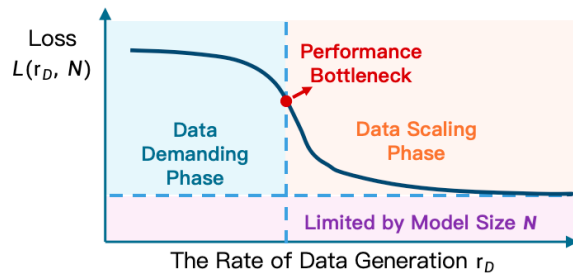 Loss
L(r_D, N)
Performance
Bottleneck
Data
Demanding
Phase
Data Scaling
Phase
Limited by Model Size N
The Rate of Data Generation r_D